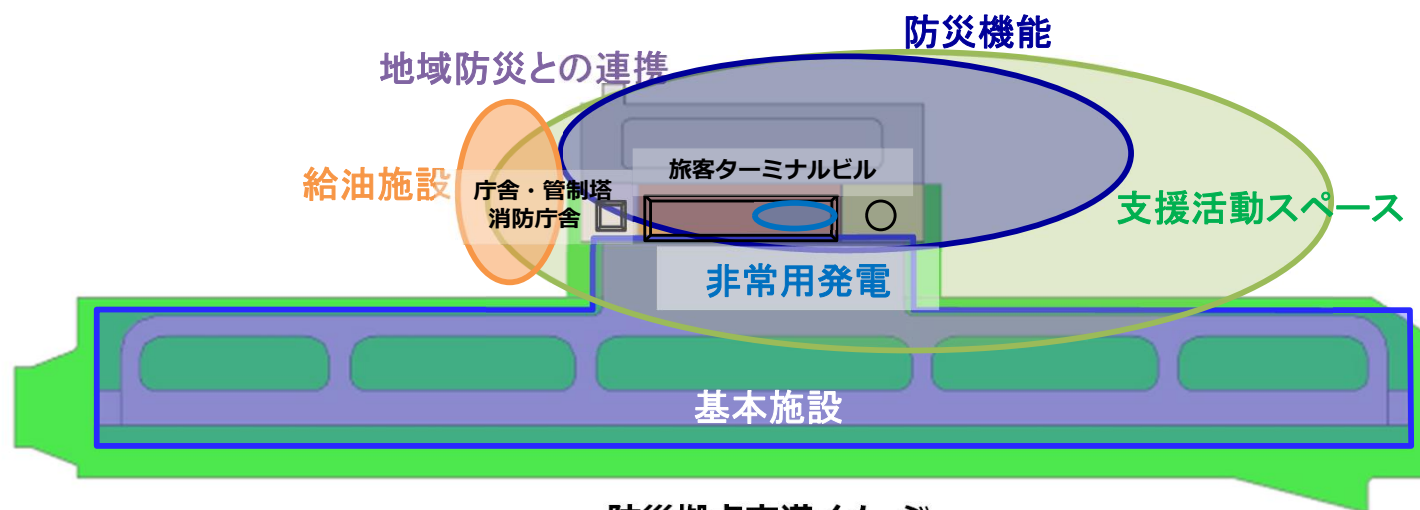 防災機能
地域防災との連携
旅客ターミナルビル
給油施設
庁舎・管制塔
消防庁舎
支援活動スペース
非常用発電
基本施設